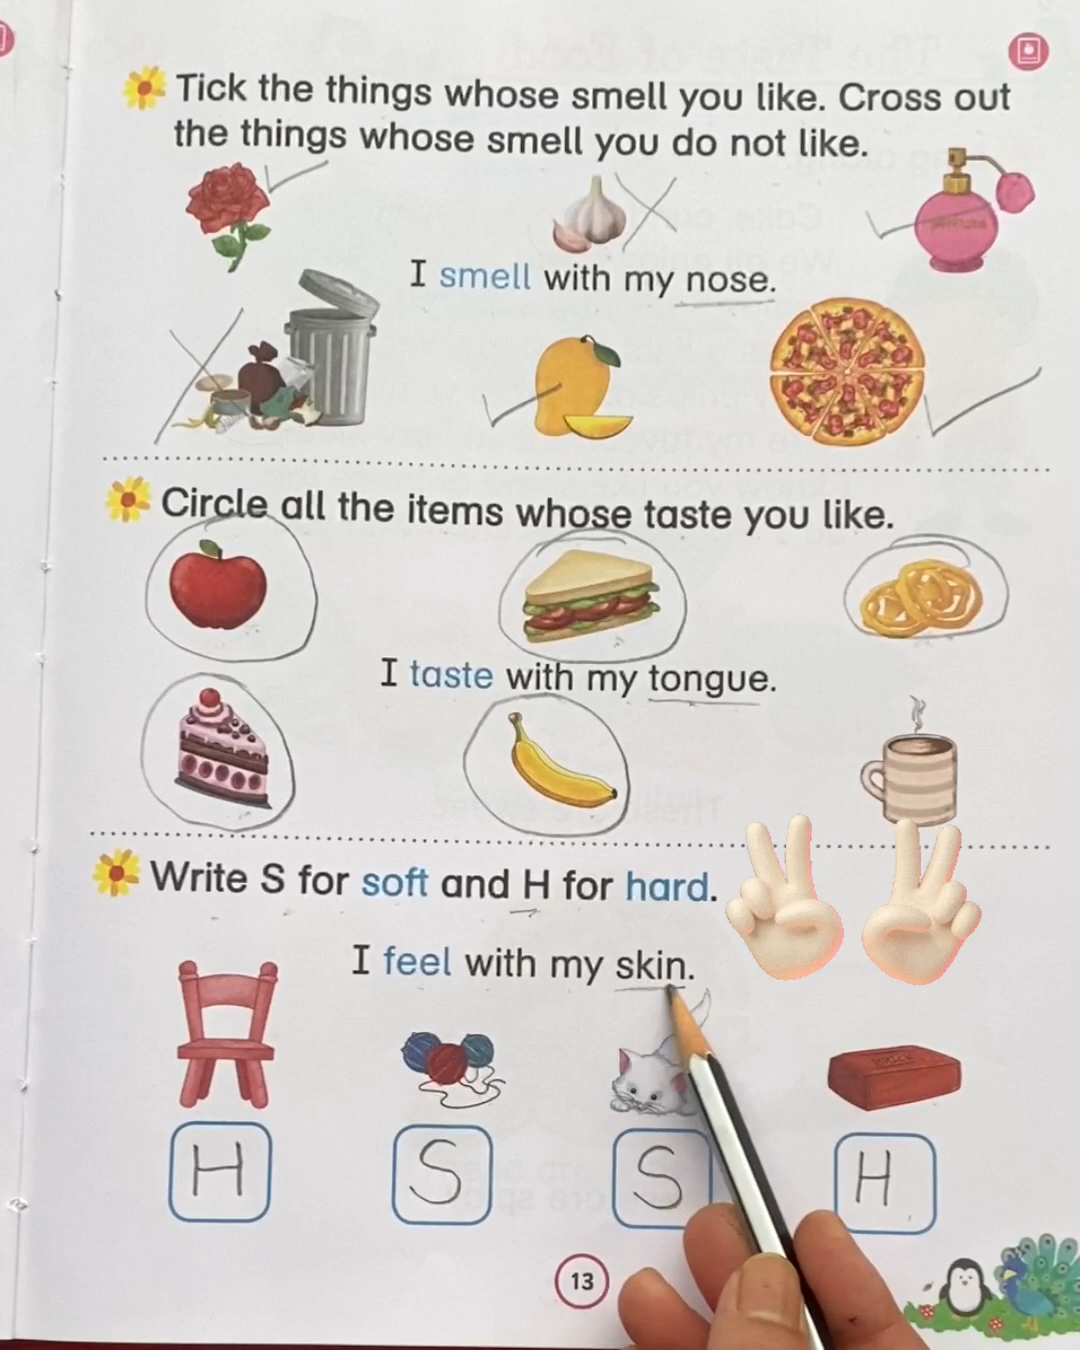 Tick the things whose smell you like. Cross out
the things whose smell you do not like.
I smell with my nose.
Circle all the items whose taste you like.
I taste with my tongue.
Write S for soft and H for hard.
I feel with my skin.
H S S H
13